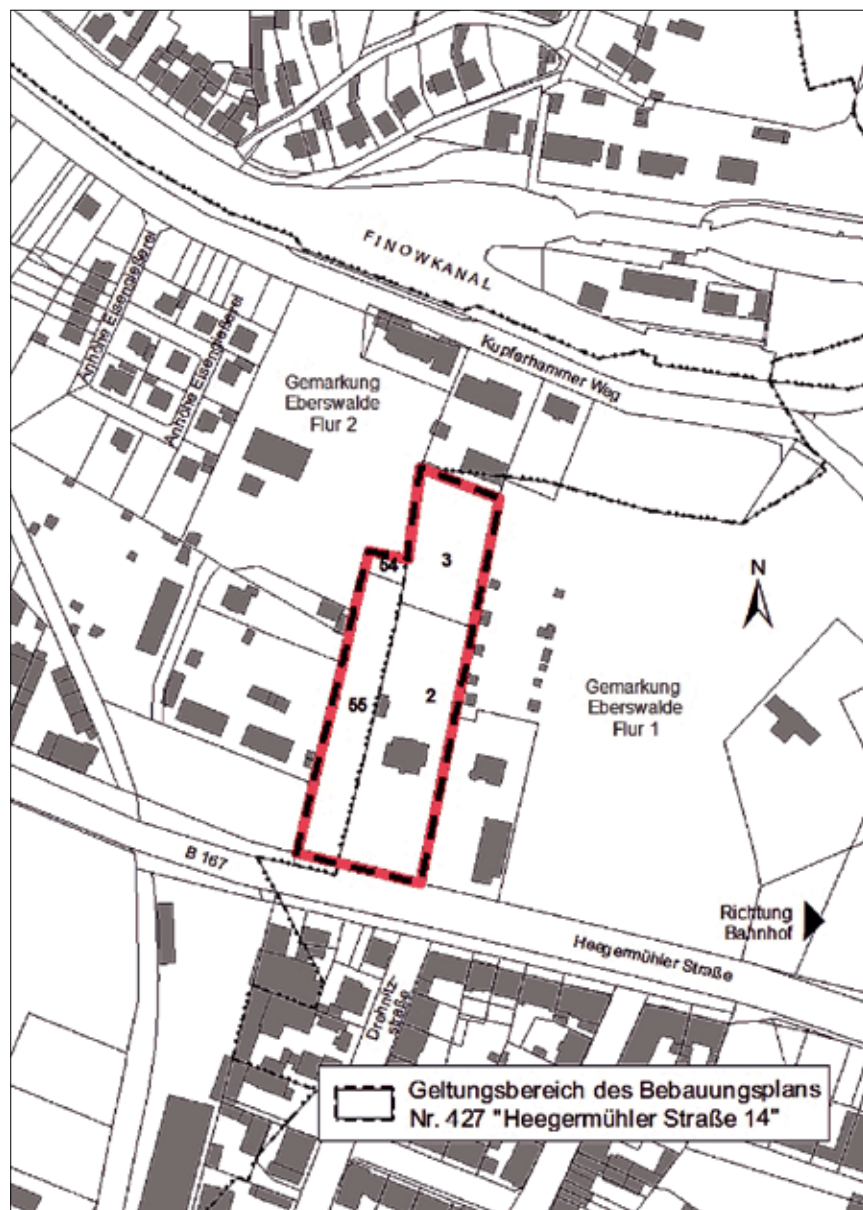 FINOWKANAL
Kupferhammer Weg
Anhöhe Eisengießerei
Anhöhe Eisengießerei
Gemarkung
Eberswalde
Flur 2
54
3
N
55
2
Gemarkung
Eberswalde
Flur 1
B 167
Richtung
Bahnhof
Heegermühler Straße
Drohnitz-
straße
Geltungsbereich des Bebauungsplans
Nr. 427 "Heegermühler Straße 14"